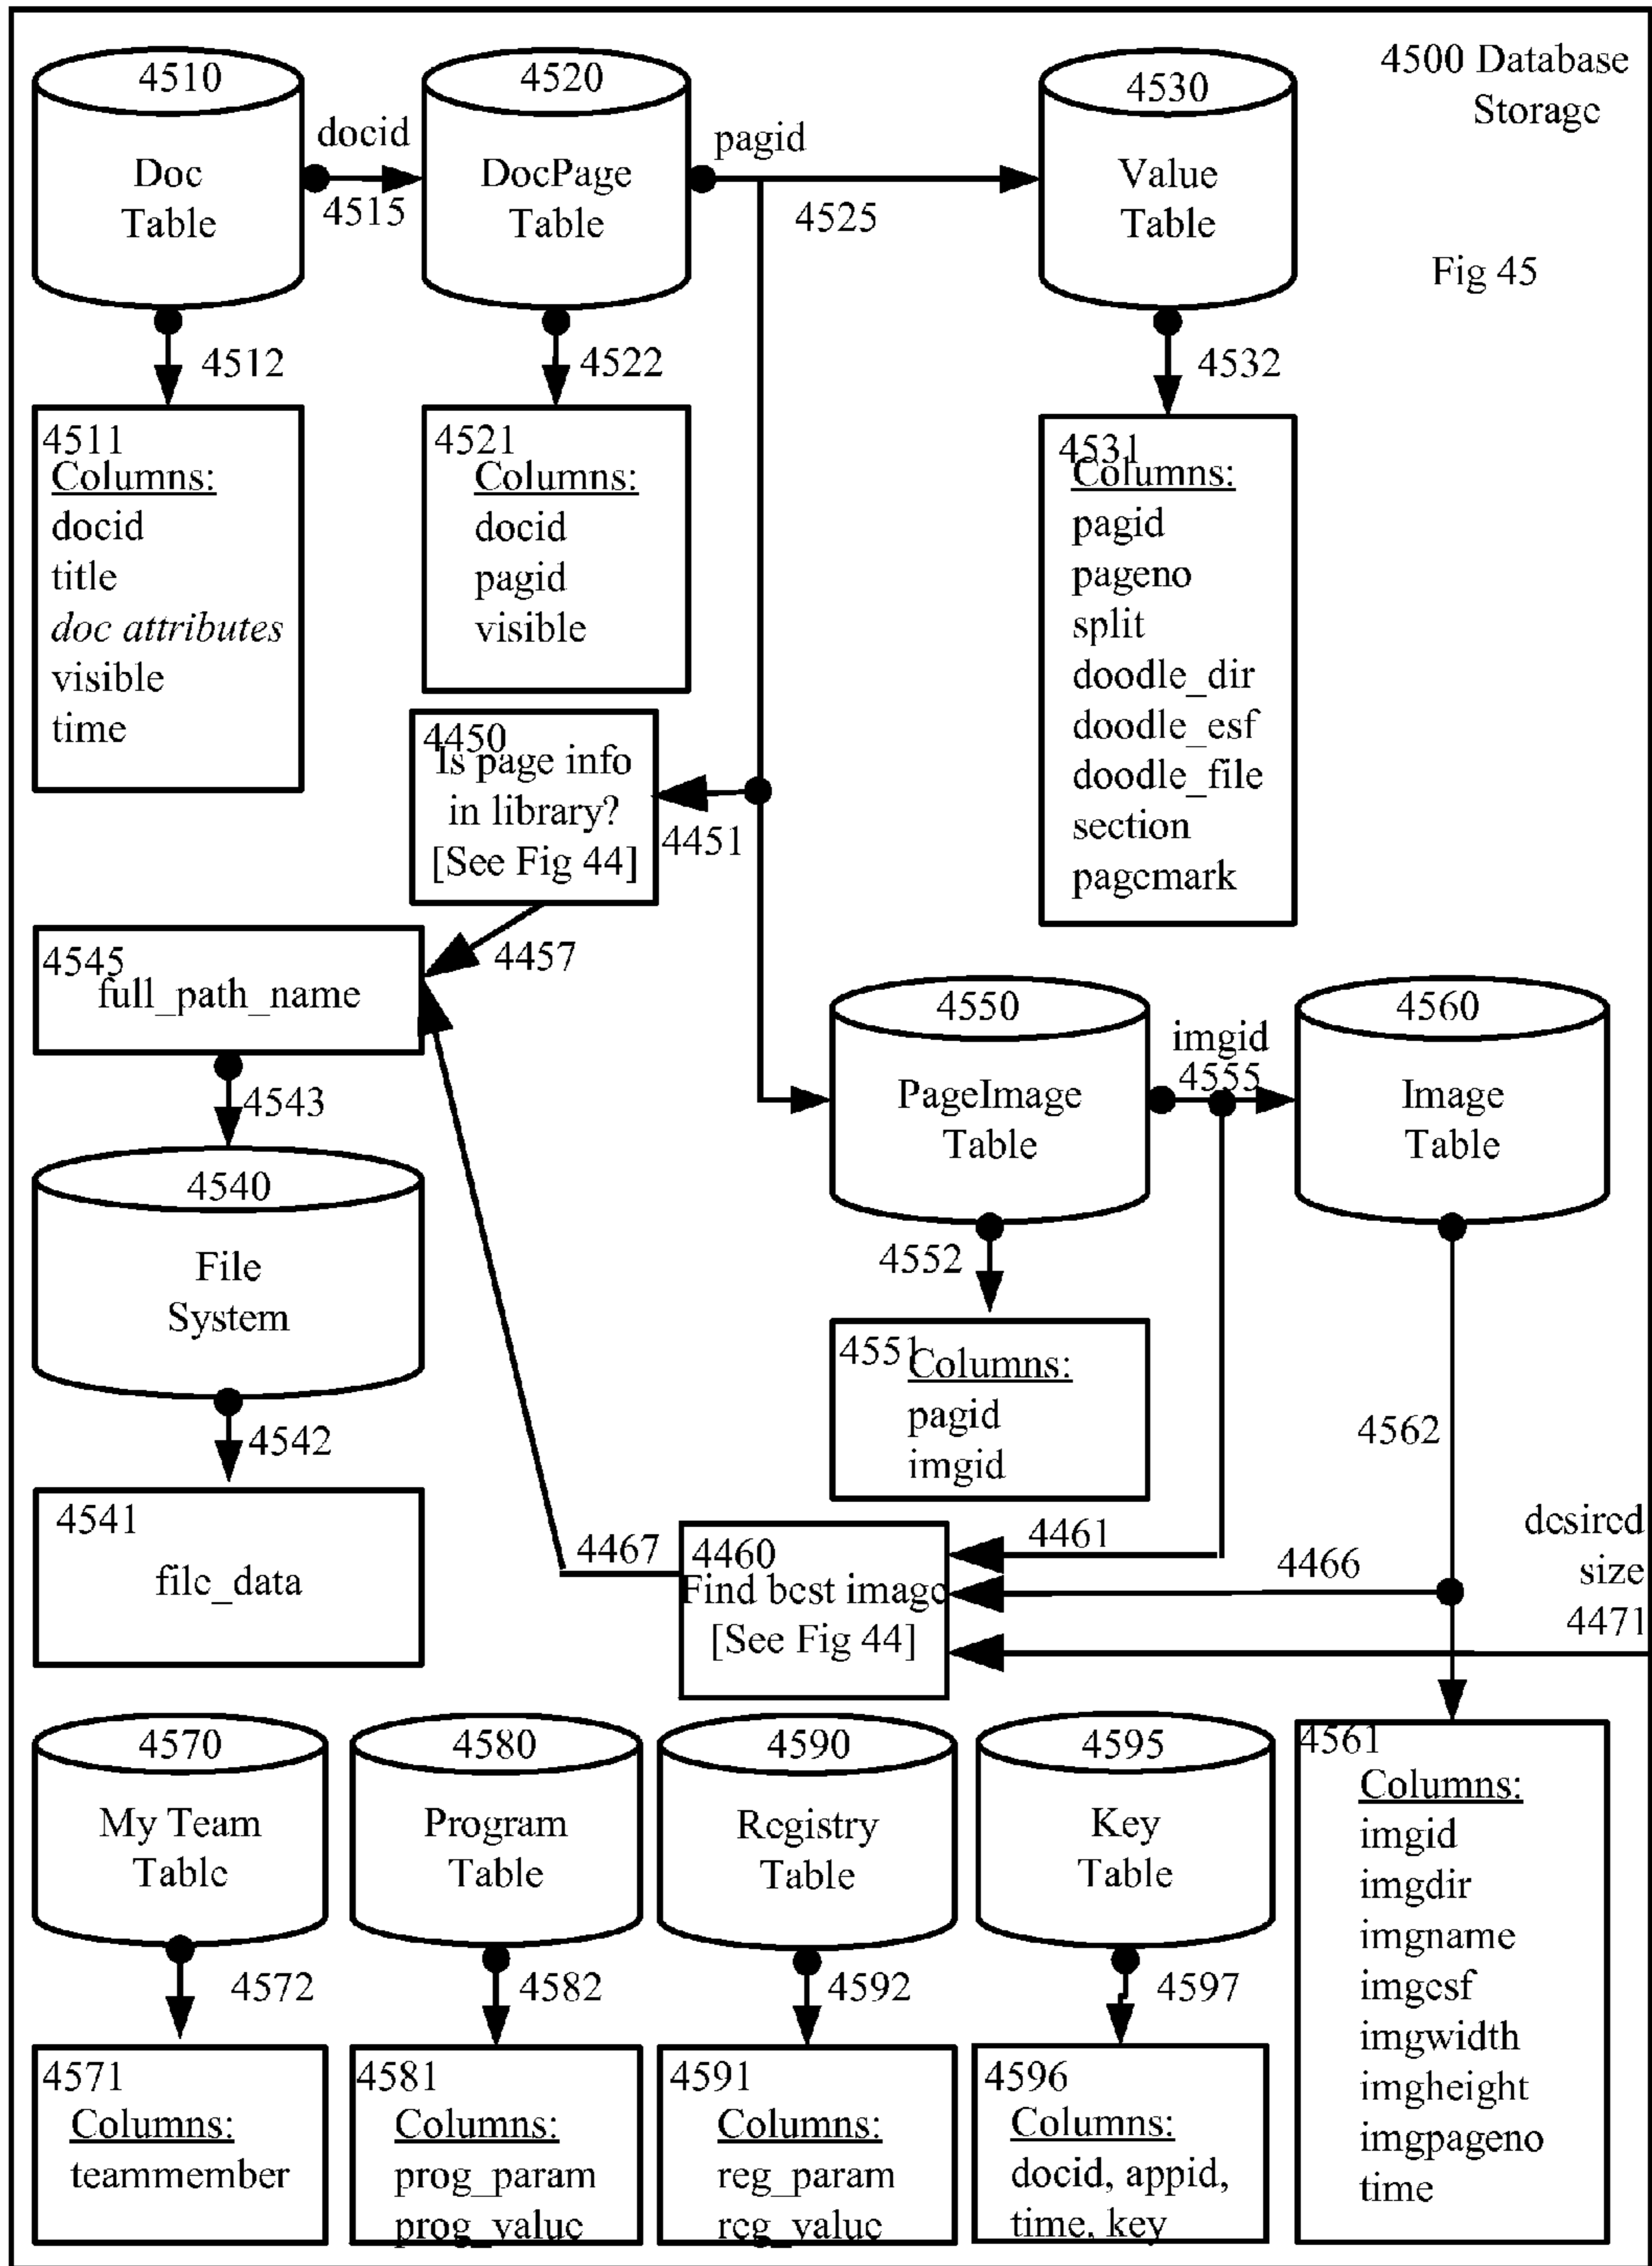 4500 Database
Storage
Fig 45
4510
Doc
Table
docid
4515
4520
DocPage
Table
pagid
4525
4530
Value
Table
4512
4522
4532
4511
Columns:
docid
title
doc attributes
visible
time
4521
Columns:
docid
pagid
visible
4531
Columns:
pagid
pageno
split
doodle_dir
doodle_esf
doodle_file
section
pagemark
4450
Is page info
in library?
[See Fig 44]
4451
4457
4545
full_path_name
4543
4540
File
System
4542
4541
file_data
4550
PageImage
Table
imgid
4555
4560
Image
Table
4552
4551
Columns:
pagid
imgid
4562
4461
4466
desired
size
4471
4467
4460
Find best image
[See Fig 44]
4570
My Team
Table
4580
Program
Table
4590
Registry
Table
4595
Key
Table
4572
4582
4592
4597
4571
Columns:
teammember
4581
Columns:
prog_param
prog_value
4591
Columns:
reg_param
reg_value
4596
Columns:
docid, appid,
time, key
4561
Columns:
imgid
imgdir
imgname
imgesf
imgwidth
imgheight
imgpageno
time